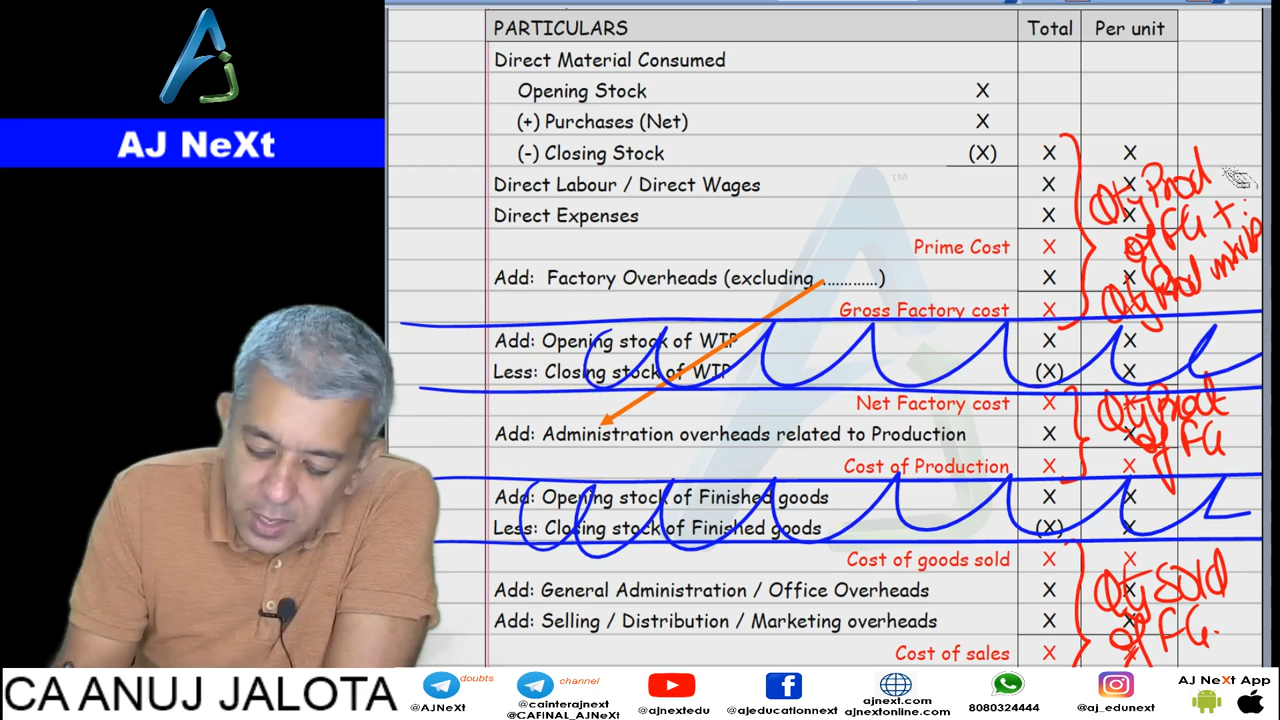 AJ NeXt
PARTICULARS Total Per unit
Direct Material Consumed
Opening Stock X
(+) Purchases (Net) X
(-) Closing Stock (X) X X
Direct Labour / Direct Wages X X
Direct Expenses X X
Prime Cost X X
Add: Factory Overheads (excluding ............) X X
Gross Factory cost X X
Add: Opening stock of WIP X X
Less: Closing stock of WIP (X) X
Net Factory cost X X
Add: Administration overheads related to Production X X
Cost of Production X X
Add: Opening stock of Finished goods X X
Less: Closing stock of Finished goods (X) X
Cost of goods sold X X
Add: General Administration / Office Overheads X X
Add: Selling / Distribution / Marketing overheads X X
Cost of sales X X
Qty Prod
of FG +
Qty Prod in WIP
Qty Prod
of FG
Qty Sold
of FG.
TM
CA ANUJ JALOTA
doubts
@AJNeXt
channel
@cainterajnext
@CAFINAL_AJNeXt
@ajnextedu
@ajeducationnext
ajnext.com
ajnextonline.com
8080324444
@aj_edunext
AJ NeXt App